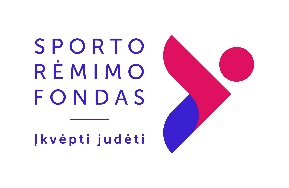 SPORTO
RĖMIMO
FONDAS
Įkvėpti judėti